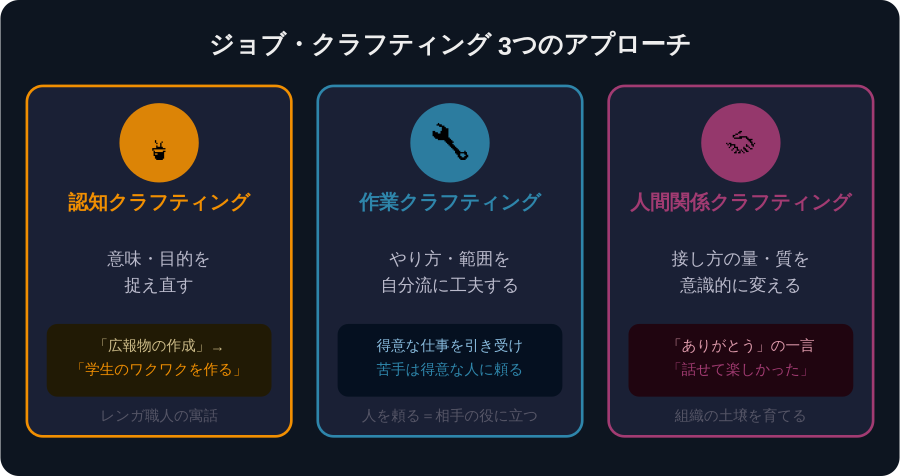 ジョブ・クラフティング 3つのアプローチ
認知クラフティング
意味・目的を
捉え直す
「広報物の作成」→
「学生のワクワクを作る」
レンガ職人の寓話
作業クラフティング
やり方・範囲を
自分流に工夫する
得意な仕事を引き受け
苦手は得意な人に頼る
人を頼る＝相手の役に立つ
人間関係クラフティング
接し方の量・質を
意識的に変える
「ありがとう」の一言
「話せて楽しかった」
組織の土壌を育てる